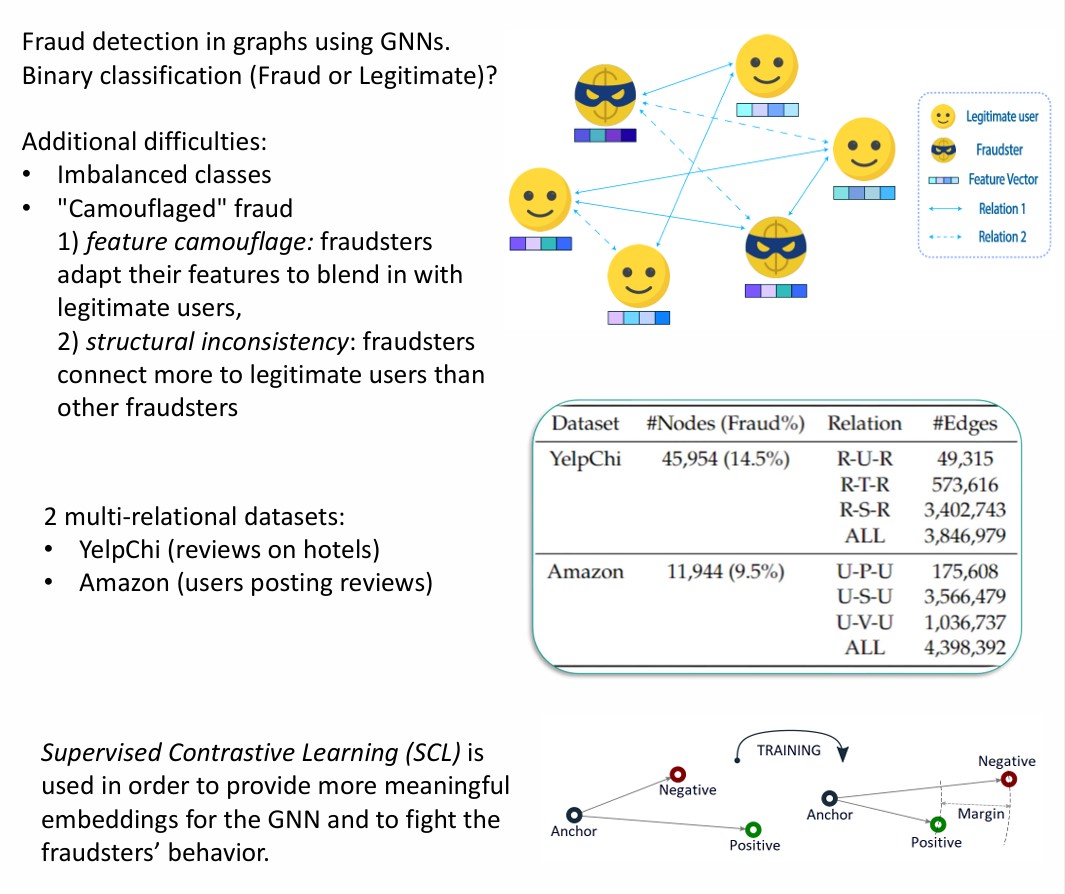 Fraud detection in graphs using GNNs.
Binary classification (Fraud or Legitimate)?
Additional difficulties:
• Imbalanced classes
• "Camouflaged" fraud
1) feature camouflage: fraudsters
adapt their features to blend in with
legitimate users,
2) structural inconsistency: fraudsters
connect more to legitimate users than
other fraudsters
Legitimate user
Fraudster
Feature Vector
Relation 1
Relation 2
2 multi-relational datasets:
• YelpChi (reviews on hotels)
• Amazon (users posting reviews)
Dataset #Nodes (Fraud%) Relation #Edges
YelpChi 45,954 (14.5%) R-U-R 49,315
R-T-R 573,616
R-S-R 3,402,743
ALL 3,846,979
Amazon 11,944 (9.5%) U-P-U 175,608
U-S-U 3,566,479
U-V-U 1,036,737
ALL 4,398,392
Supervised Contrastive Learning (SCL) is
used in order to provide more meaningful
embeddings for the GNN and to fight the
fraudsters’ behavior.
Anchor
Negative
Positive
TRAINING
Anchor
Negative
Margin
Positive